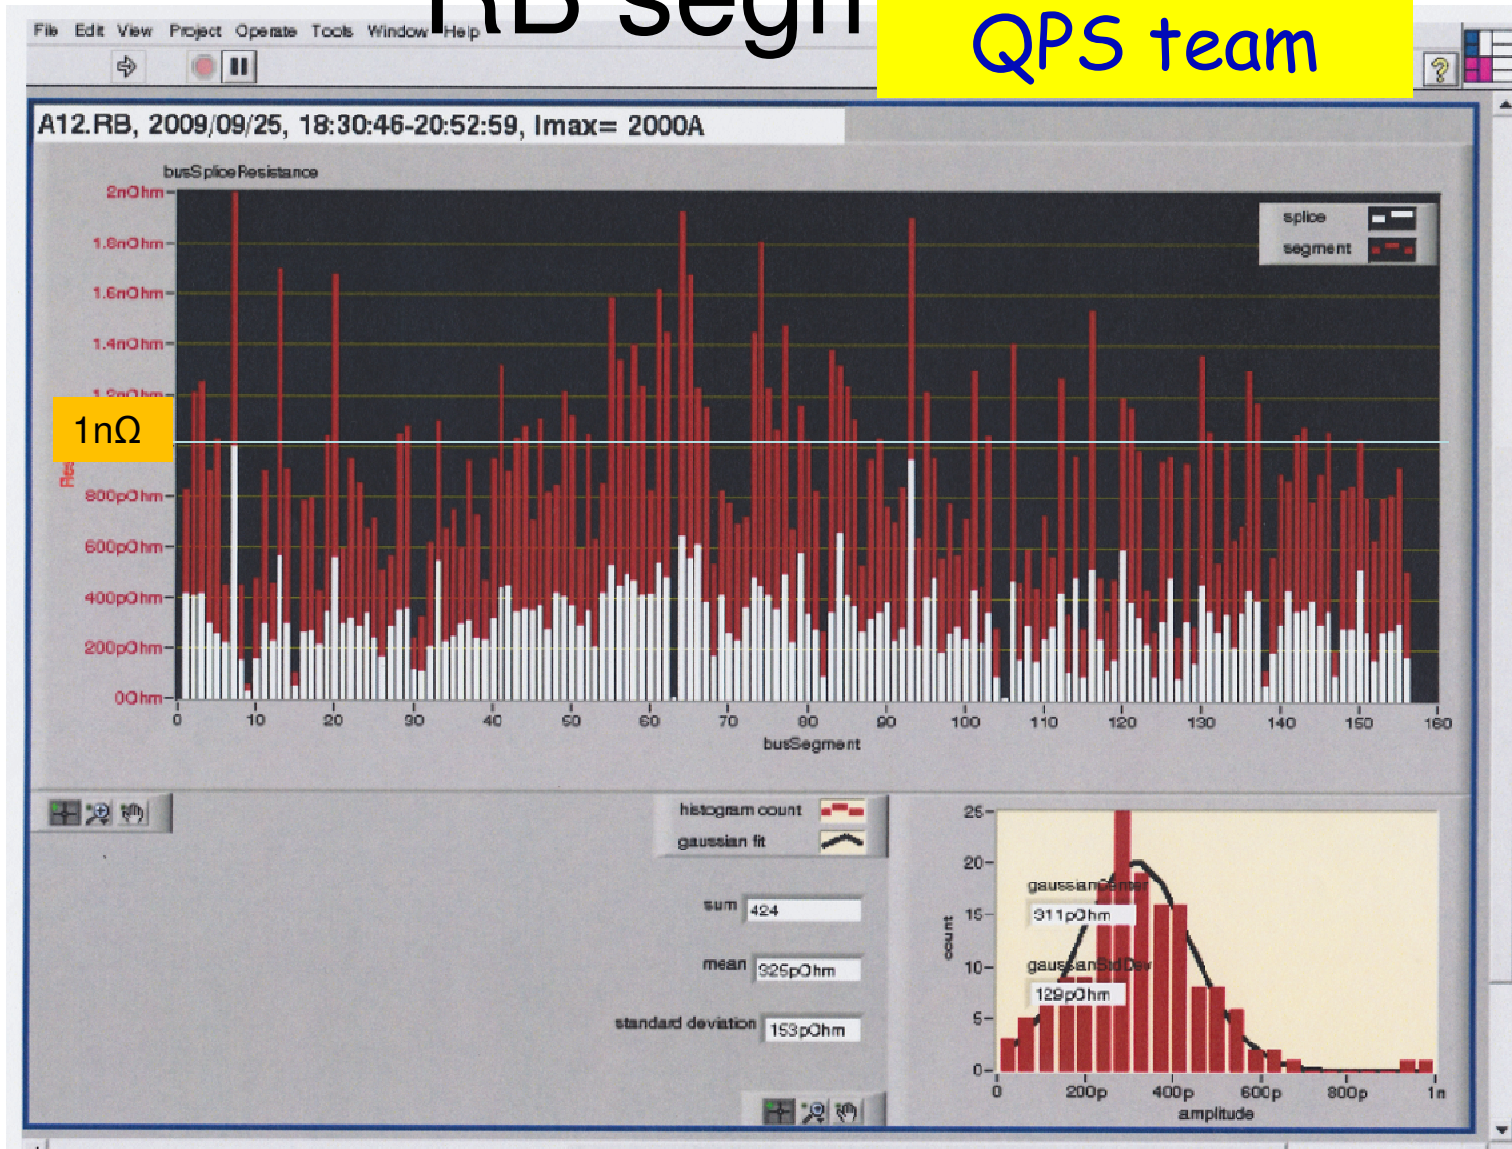 RB segm
QPS team
File Edit View Project Operate Tools Window Help
A12.RB, 2009/09/25, 18:30:46-20:52:59, Imax= 2000A
busSpliceResistance
splice
segment
2nOhm
1.8nOhm
1.6nOhm
1.4nOhm
1.2nOhm
1nΩ
800pOhm
600pOhm
400pOhm
200pOhm
0Ohm
0 10 20 30 40 50 60 70 80 90 100 110 120 130 140 150 160
busSegment
histogram count
gaussian fit
sum 424
mean 325pOhm
standard deviation 153pOhm
25
20
15
10
5
0
count
gaussianCenter
311pOhm
gaussianStdDev
129pOhm
0 200p 400p 600p 800p 1n
amplitude